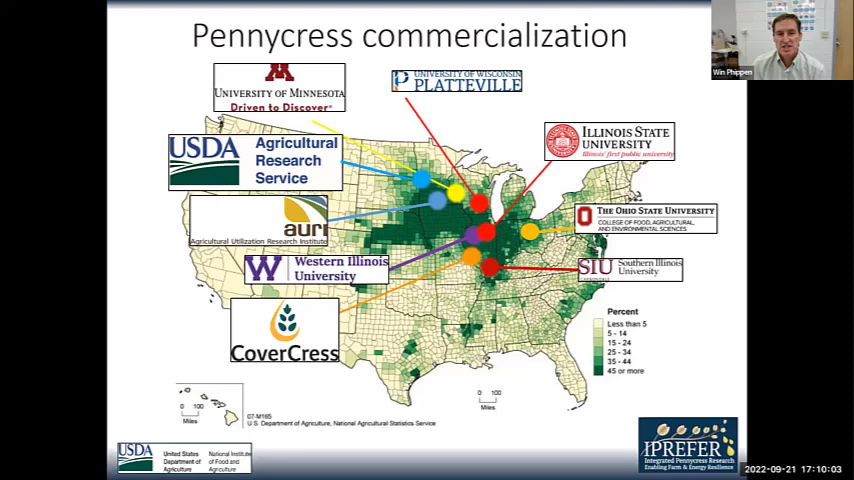 Pennycress commercialization
Win Phippen
M
UNIVERSITY OF MINNESOTA
Driven to Discover®
UNIVERSITY OF WISCONSIN
PLATTEVILLE
ILLINOIS STATE
UNIVERSITY
Illinois' first public university
USDA
Agricultural
Research
Service
auri
Agricultural Utilization Research Institute
THE OHIO STATE UNIVERSITY
COLLEGE OF FOOD, AGRICULTURAL,
AND ENVIRONMENTAL SCIENCES
W
Western Illinois
University
SIU
Southern Illinois
University
CARBONDALE
CoverCress
Percent
Less than 5
5 - 14
15 - 24
25 - 34
35 - 44
45 or more
0 100
Miles
0 100
Miles
07-M165
U. S. Department of Agriculture, National Agricultural Statistics Service
USDA
United States
Department of
Agriculture
National Institute
of Food and
Agriculture
IPREFER
Integrated Pennycress Research
Enabling Farm & Energy Resilience
2022-09-21 17:10:03